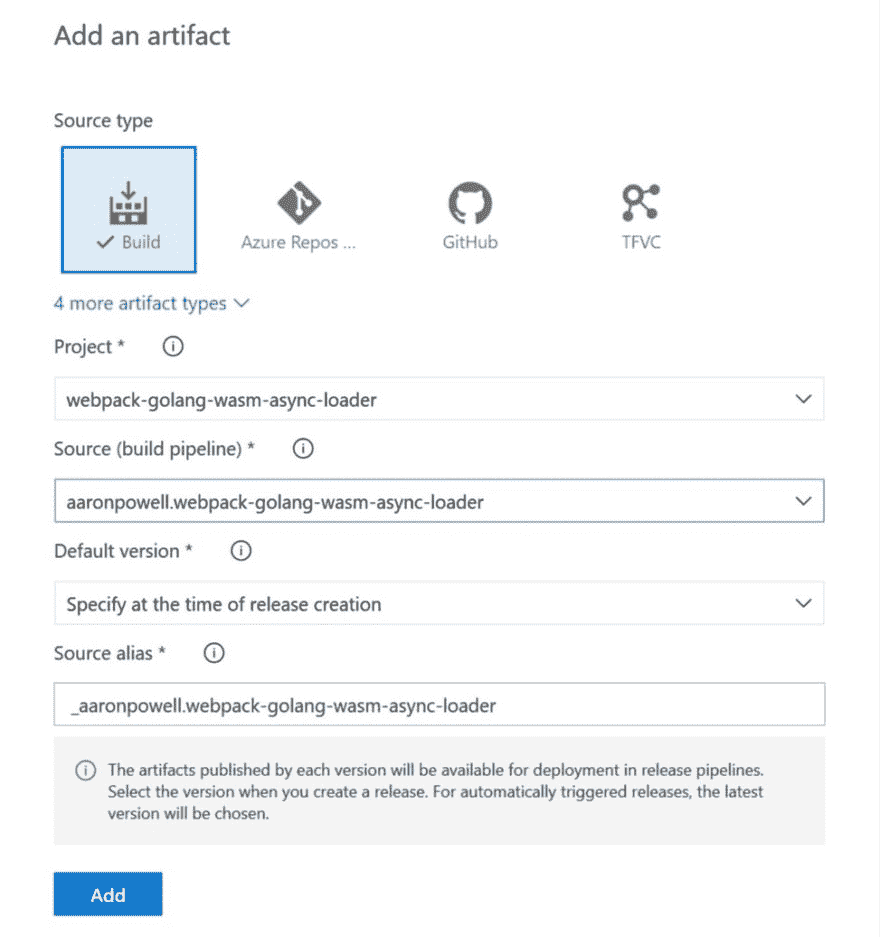 Add an artifact
Source type
Build
Azure Repos ...
GitHub
TFVC
4 more artifact types
Project *
webpack-golang-wasm-async-loader
Source (build pipeline) *
aaronpowell.webpack-golang-wasm-async-loader
Default version *
Specify at the time of release creation
Source alias *
_aaronpowell.webpack-golang-wasm-async-loader
The artifacts published by each version will be available for deployment in release pipelines.
Select the version when you create a release. For automatically triggered releases, the latest
version will be chosen.
Add